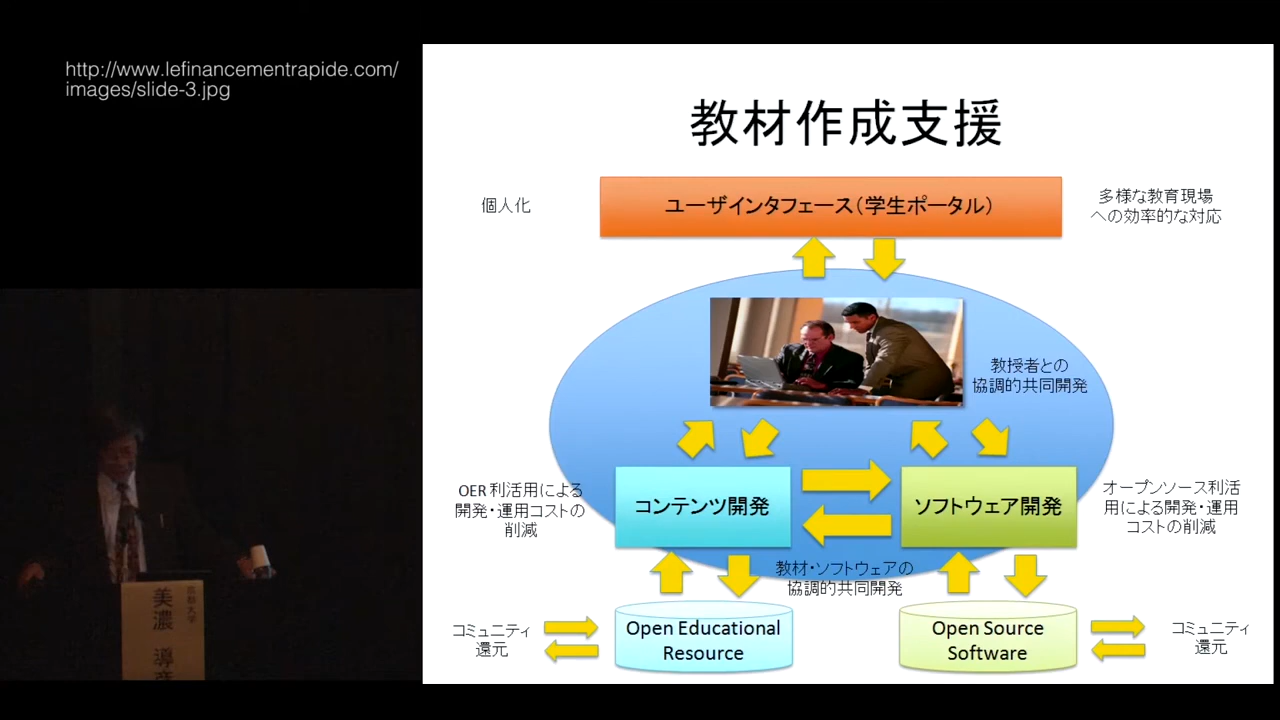 http://www.lefinancementrapide.com/
images/slide-3.jpg
教材作成支援
個人化
ユーザインタフェース(学生ポータル)
多様な教育現場
への効率的な対応
教授者との
協調的共同開発
OER 利活用による
開発・運用コストの
削減
コンテンツ開発
ソフトウェア開発
オープンソース利活
用による開発・運用
コストの削減
教材・ソフトウェアの
協調的共同開発
コミュニティ
還元
Open Educational
Resource
Open Source
Software
コミュニティ
還元
京都大学
美濃 導彦